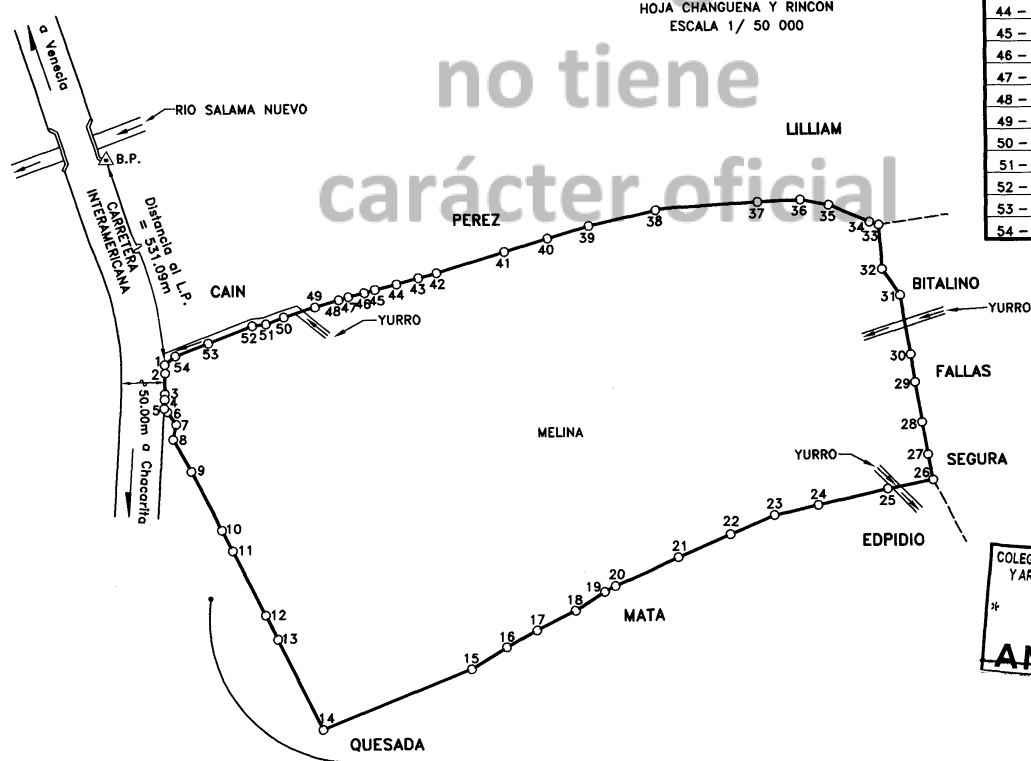 HOJA CHANGUENA Y RINCON
ESCALA 1/ 50 000
44 -
45 -
46 -
47 -
48 -
49 -
50 -
51 -
52 -
53 -
54 -
no tiene
carácter oficial
a Venecia
RIO SALAMA NUEVO
B.P.
LILLIAM
CARRETERA
INTERAMERICANA
Distancia al L.P.
= 531.09m
PEREZ
CAIN
38
37
36
35
34
33
39
40
41
32
42
43
44
45
46
47
48
49
31
BITALINO
50
51
52
53
54
YURRO
YURRO
1
2
3
4
5
6
7
8
30
FALLAS
29
50.00m
a Chacarita
28
MELINA
27
SEGURA
YURRO
26
9
25
24
23
22
EDPIDIO
10
11
21
20
19
18
MATA
12
17
13
16
15
14
QUESADA
COLEG
Y AR
*